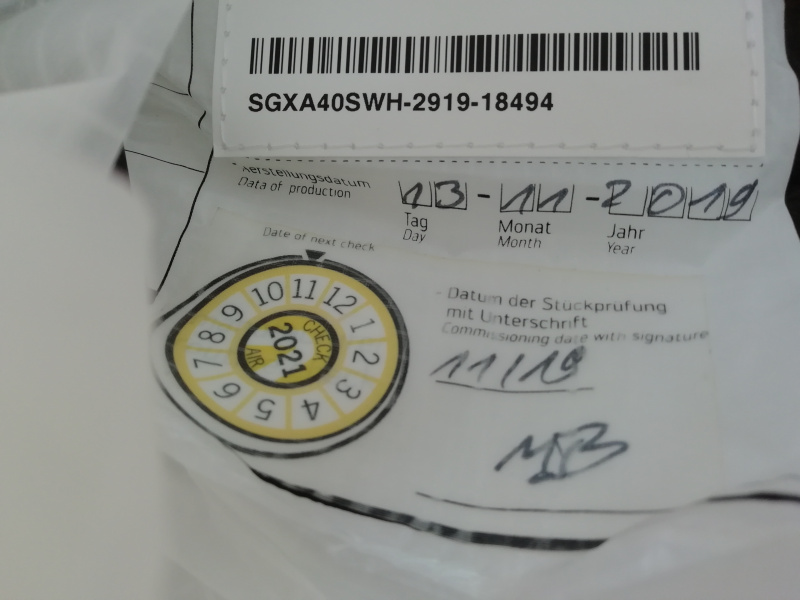 SGXA40SWH-2919-18494
Herstellungsdatum
Data of production
13-11-2019
Tag
Day
Monat
Month
Jahr
Year
Date of next check
1 2 3 4 5 6 7 8 9 10 11 12
CHECK
2021
AIR
Datum der Stückprüfung
mit Unterschrift
Commissioning date with signature
11/19